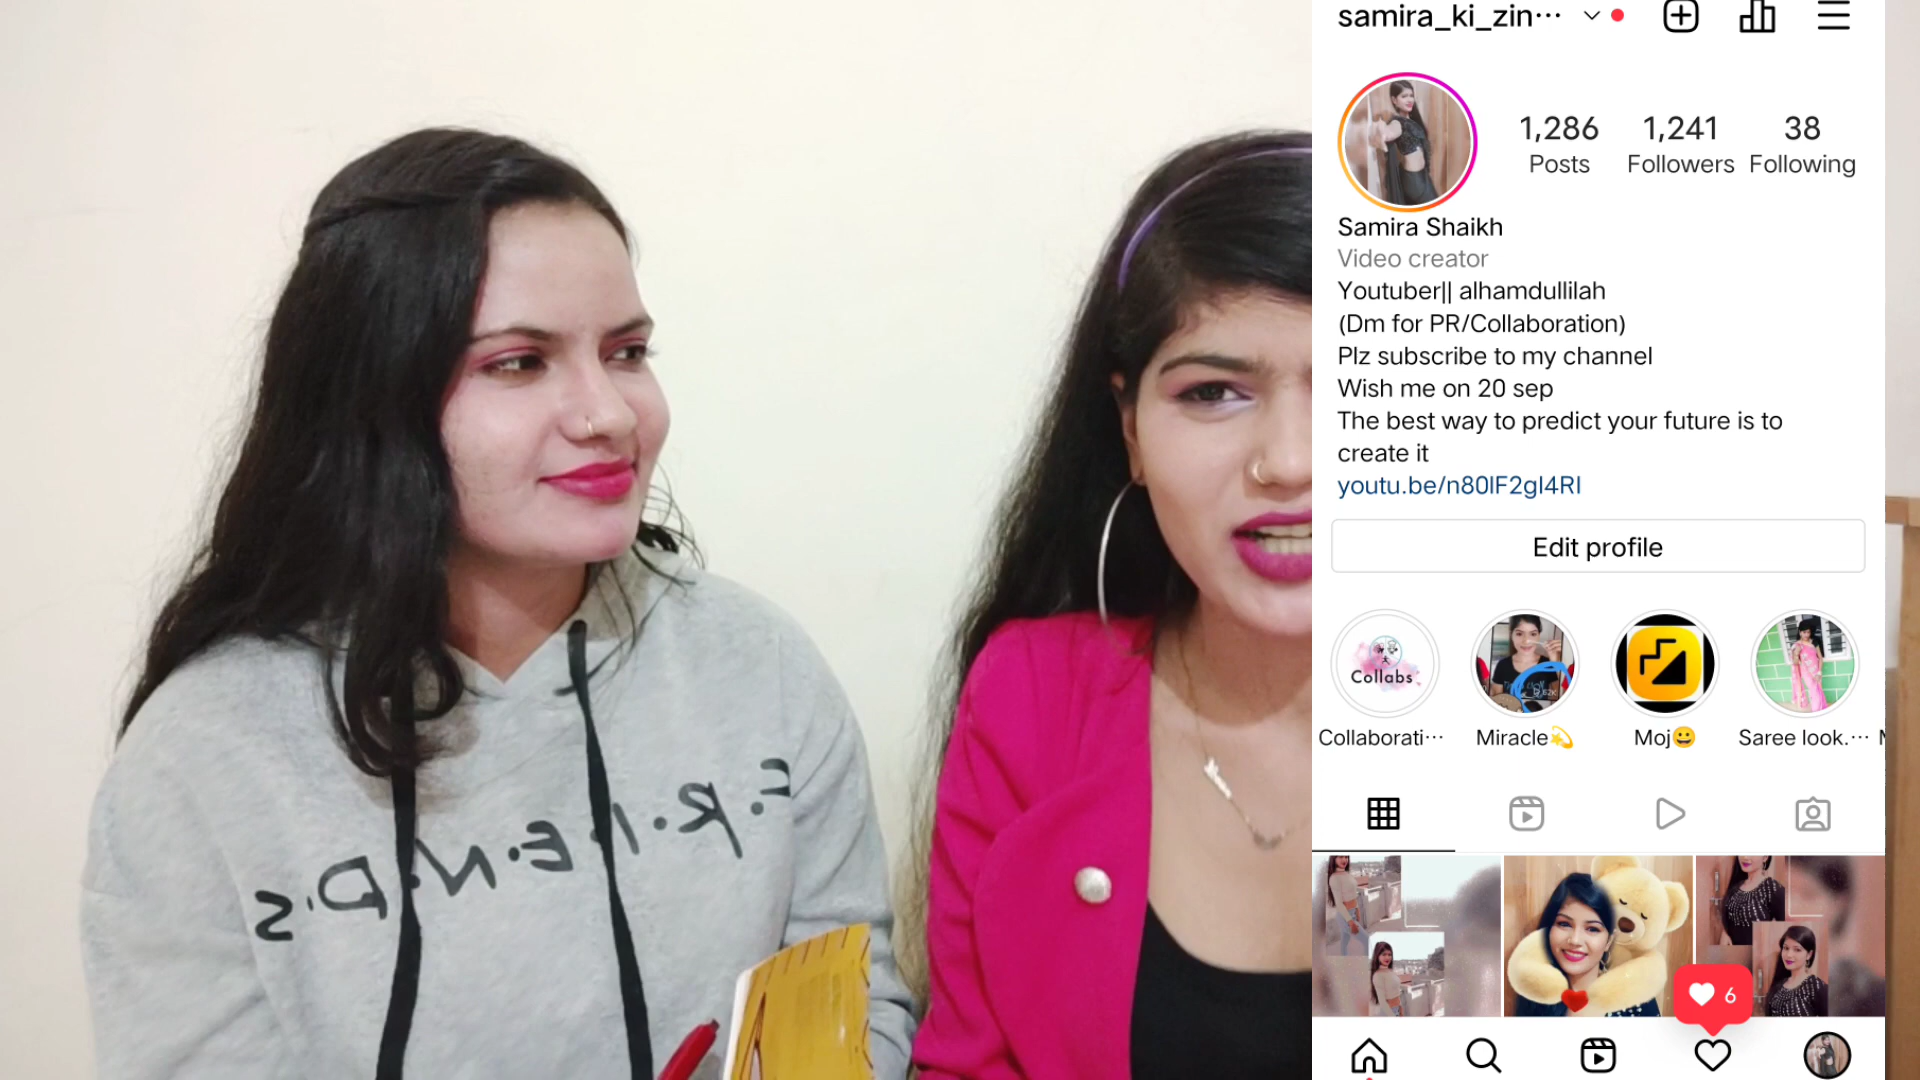 samira_ki_zin...
1,286 1,241 38
Posts Followers Following
Samira Shaikh
Video creator
Youtuber|| alhamdullilah
(Dm for PR/Collaboration)
Plz subscribe to my channel
Wish me on 20 sep
The best way to predict your future is to
create it
youtu.be/n80IF2gI4RI
Edit profile
Collabs
Collaborati... Miracle💫 Moj😀 Saree look....
6
F.R.I.E.N.D.S